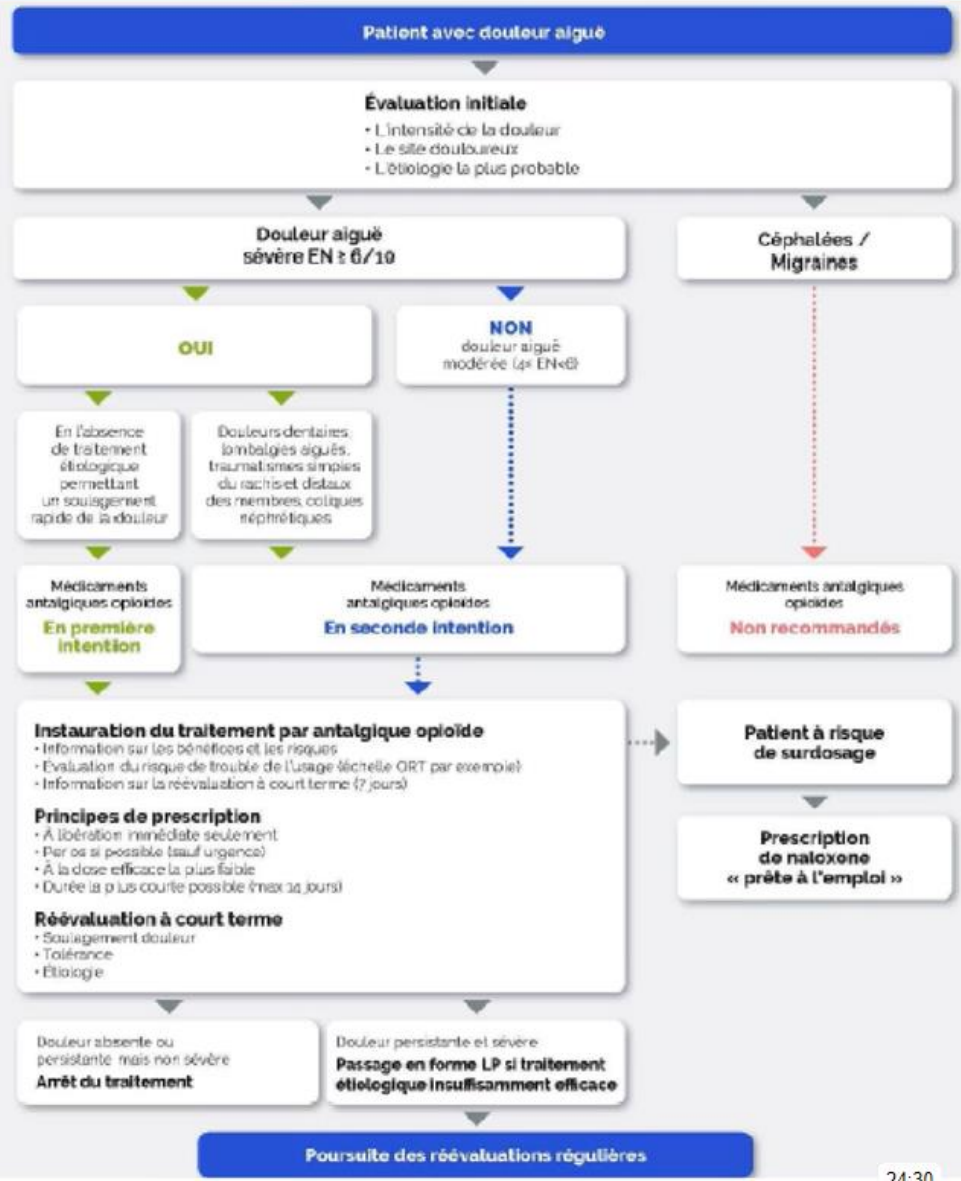 Patient avec douleur aiguë
Évaluation initiale
• L'intensité de la douleur
• Le site douloureux
• L'étiologie la plus probable
Douleur aiguë
sévère EN ≥ 6/10
Céphalées /
Migraines
OUI
NON
douleur aiguë
modérée (4≤ EN<6)
En l'absence
de traitement
étiologique
permettant
un soulagement
rapide de la douleur
Douleurs dentaires,
lombalgies aiguës,
traumatismes simples
du rachis et distaux
des membres, coliques
néphrétiques
Médicaments
antalgiques opioïdes
En première
intention
Médicaments
antalgiques opioïdes
En seconde intention
Médicaments antalgiques
opioïdes
Non recommandés
Instauration du traitement par antalgique opioïde
• Information sur les bénéfices et les risques
• Évaluation du risque de trouble de l'usage (échelle ORT par exemple)
• Information sur la réévaluation à court terme (7 jours)
Principes de prescription
• À libération immédiate seulement
• Per os si possible (sauf urgence)
• À la dose efficace la plus faible
• Durée la plus courte possible (max 14 jours)
Réévaluation à court terme
• Soulagement douleur
• Tolérance
• Étiologie
Patient à risque
de surdosage
Prescription
de naloxone
« prête à l'emploi »
Douleur absente ou
persistante mais non sévère
Arrêt du traitement
Douleur persistante et sévère
Passage en forme LP si traitement
étiologique insuffisamment efficace
Poursuite des réévaluations régulières
24:30